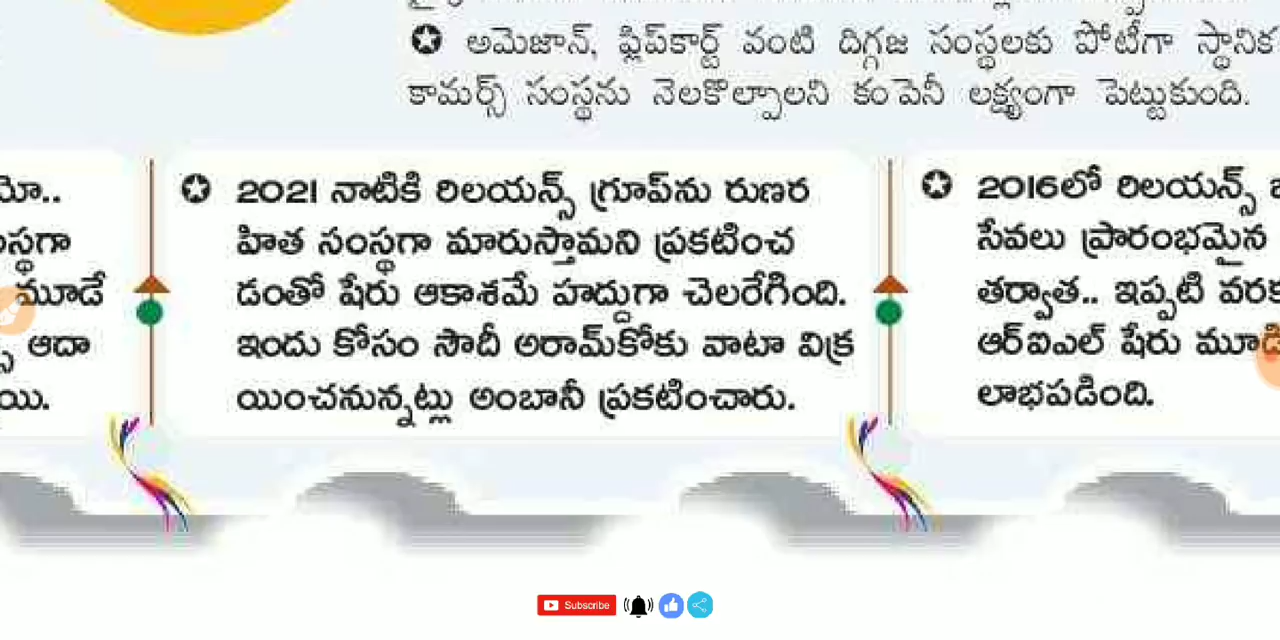 ✪ అమెజాన్, ఫ్లిప్‌కార్ట్ వంటి దిగ్గజ సంస్థలకు పోటీగా స్థానిక
కామర్స్ సంస్థను నెలకొల్పాలని కంపెనీ లక్ష్యంగా పెట్టుకుంది.
మూడే
ఆదా
✪ 2021 నాటికి రిలయన్స్ గ్రూప్‌ను రుణర
హిత సంస్థగా మారుస్తామని ప్రకటించ
డంతో షేరు ఆకాశమే హద్దుగా చెలరేగింది.
ఇందు కోసం సౌదీ అరామ్‌కోకు వాటా విక్ర
యించనున్నట్లు అంబానీ ప్రకటించారు.
✪ 2016లో రిలయన్స్
సేవలు ప్రారంభమైన
తర్వాత.. ఇప్పటి
ఆర్ఐఎల్ షేరు
లాభపడింది.
Subscribe